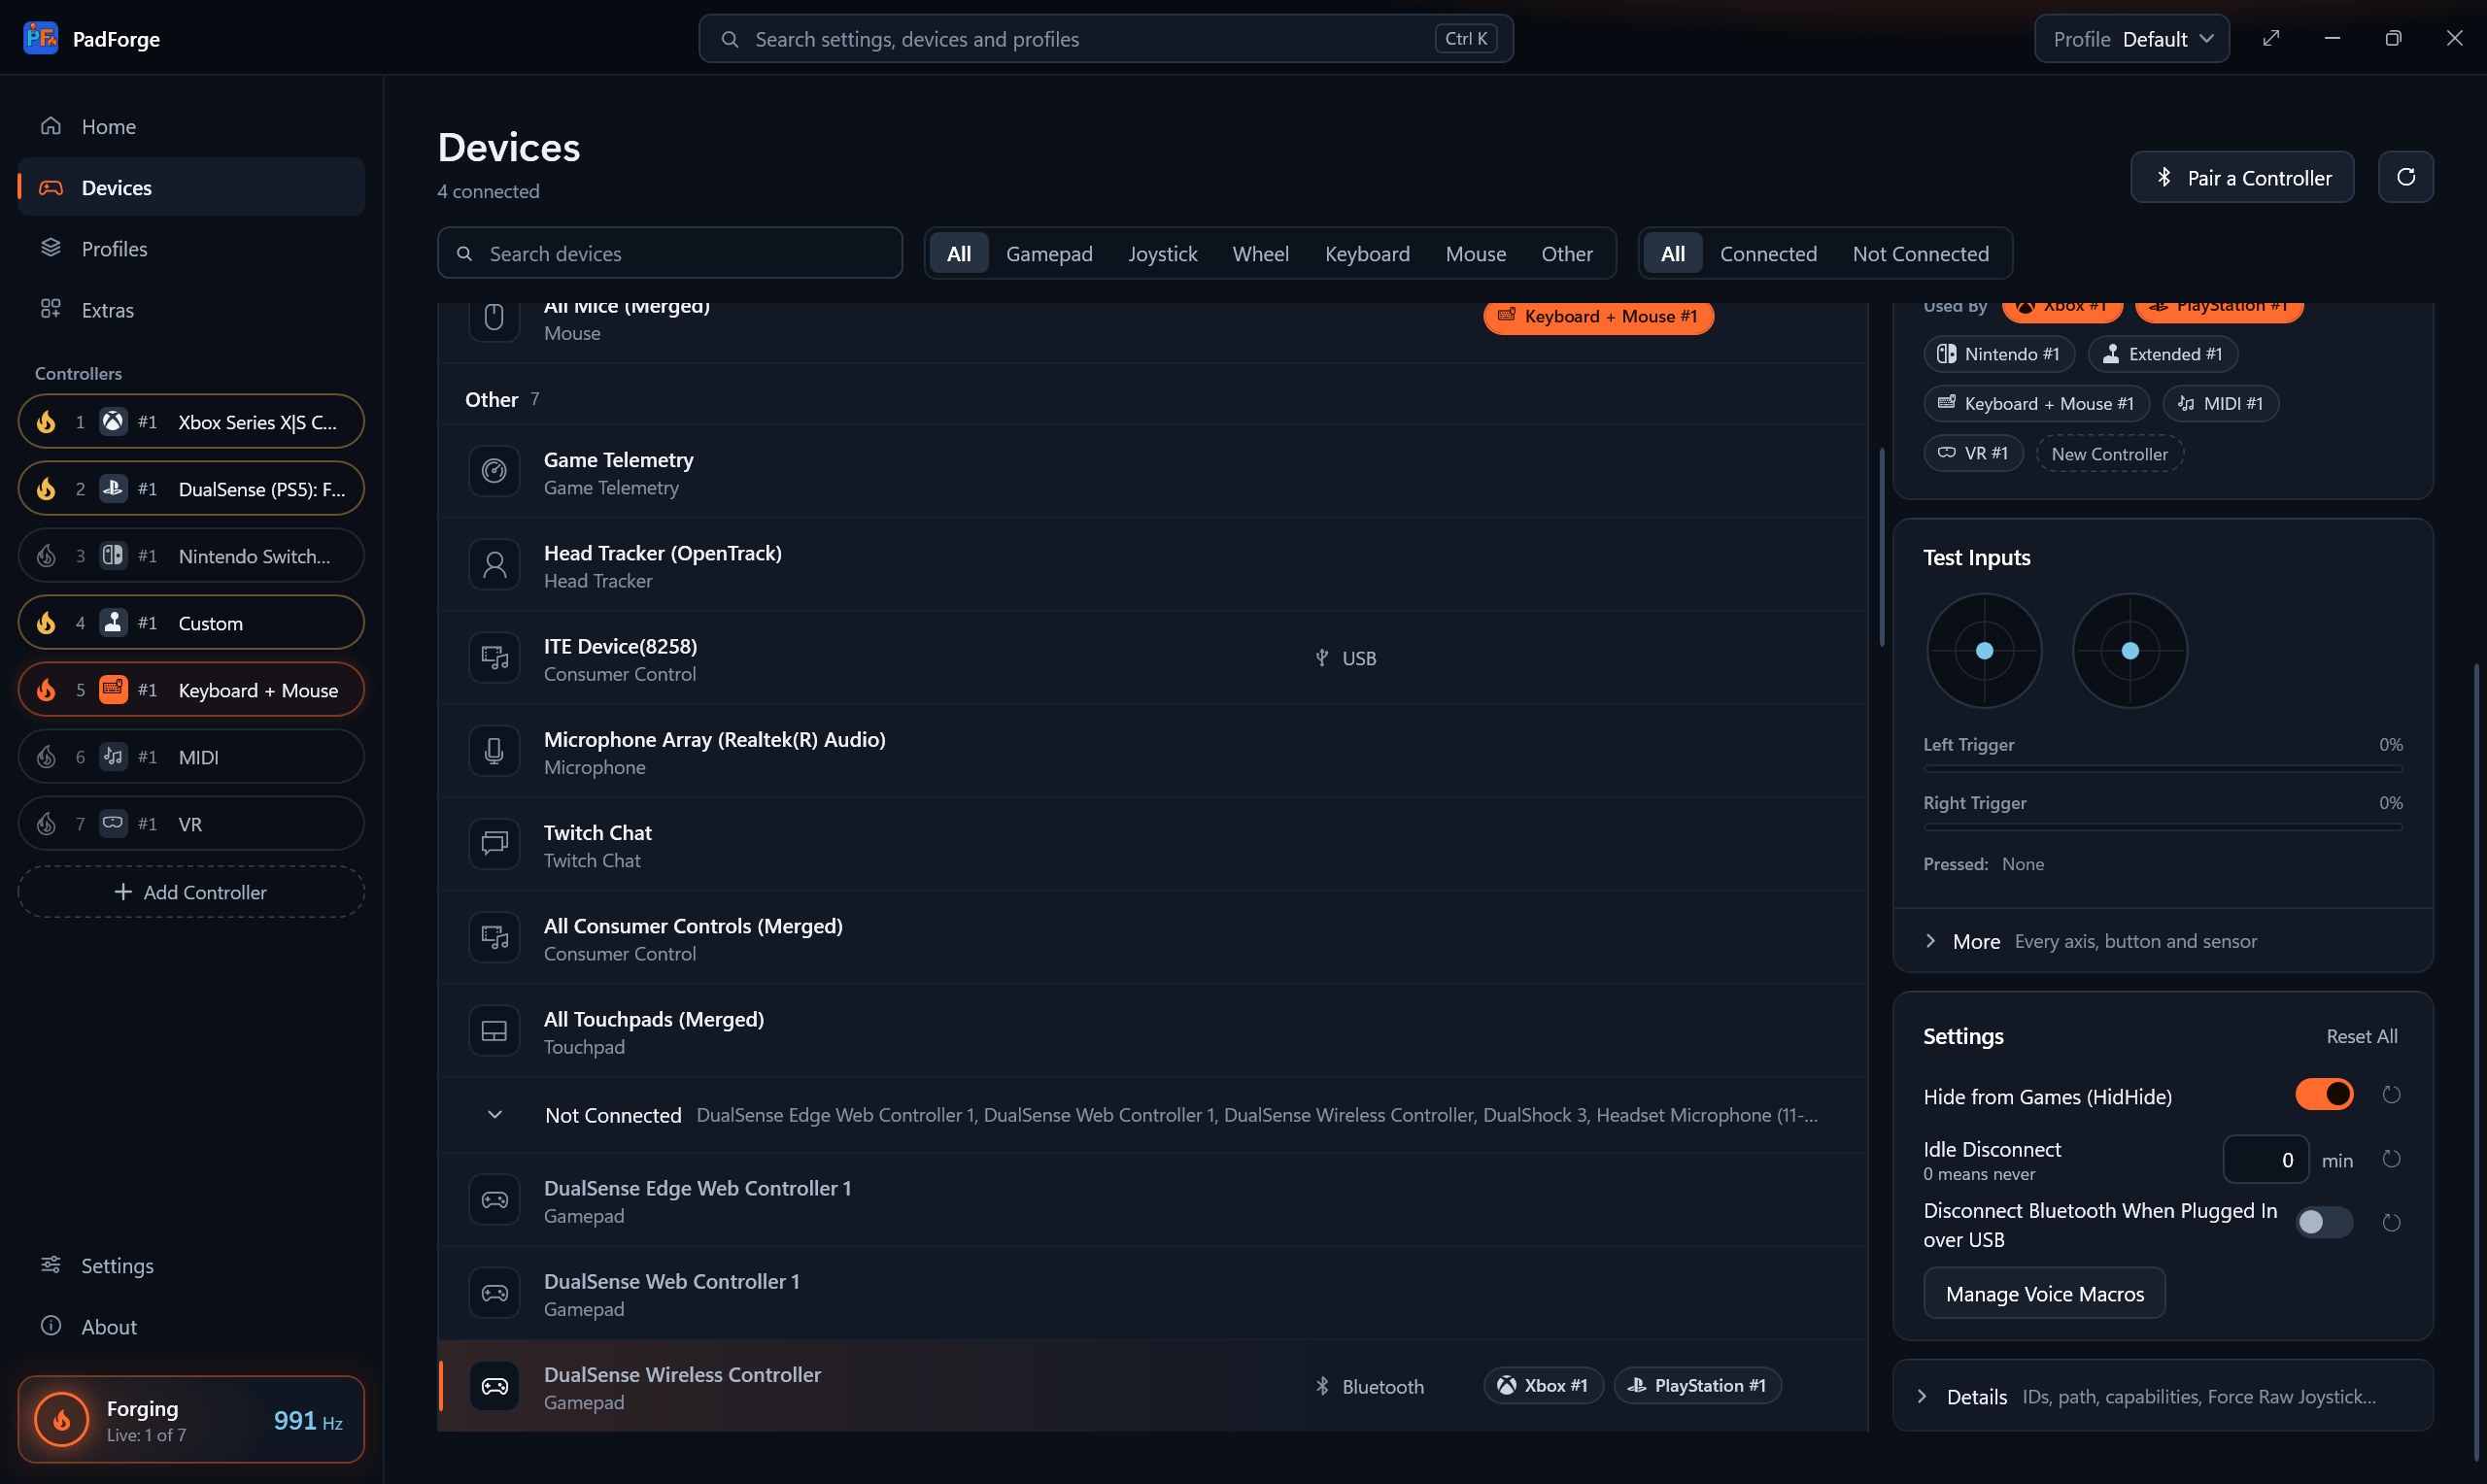 PadForge
Search settings, devices and profiles
Ctrl K
Profile Default
Home
Devices
Profiles
Extras
Controllers
1 #1 Xbox Series X|S C...
2 #1 DualSense (PS5): F...
3 #1 Nintendo Switch...
4 #1 Custom
5 #1 Keyboard + Mouse
6 #1 MIDI
7 #1 VR
+ Add Controller
Settings
About
Forging
Live: 1 of 7
991 Hz
Devices
4 connected
Pair a Controller
Search devices
All Gamepad Joystick Wheel Keyboard Mouse Other
All Connected Not Connected
All Mice (Merged)
Mouse
Keyboard + Mouse #1
Other 7
Game Telemetry
Game Telemetry
Head Tracker (OpenTrack)
Head Tracker
ITE Device(8258)
Consumer Control
USB
Microphone Array (Realtek(R) Audio)
Microphone
Twitch Chat
Twitch Chat
All Consumer Controls (Merged)
Consumer Control
All Touchpads (Merged)
Touchpad
Not Connected DualSense Edge Web Controller 1, DualSense Web Controller 1, DualSense Wireless Controller, DualShock 3, Headset Microphone (11-...
DualSense Edge Web Controller 1
Gamepad
DualSense Web Controller 1
Gamepad
DualSense Wireless Controller
Gamepad
Bluetooth
Xbox #1
PlayStation #1
Used By Xbox #1 PlayStation #1
Nintendo #1 Extended #1
Keyboard + Mouse #1 MIDI #1
VR #1 New Controller
Test Inputs
Left Trigger 0%
Right Trigger 0%
Pressed: None
More Every axis, button and sensor
Settings Reset All
Hide from Games (HidHide)
Idle Disconnect
0 means never
0 min
Disconnect Bluetooth When Plugged In
over USB
Manage Voice Macros
Details IDs, path, capabilities, Force Raw Joystick...